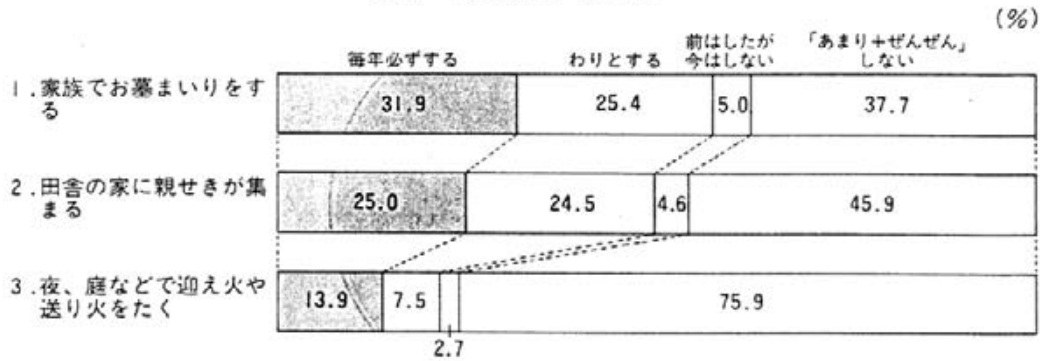 (%)
毎年必ずする
わりとする
前はしたが
今はしない
「あまり+ぜんぜん」
しない
1.家族でお墓まいりをす
る
31.9
25.4
5.0
37.7
2.田舎の家に親せきが集
まる
25.0
24.5
4.6
45.9
3.夜、庭などで迎え火や
送り火をたく
13.9
7.5
2.7
75.9